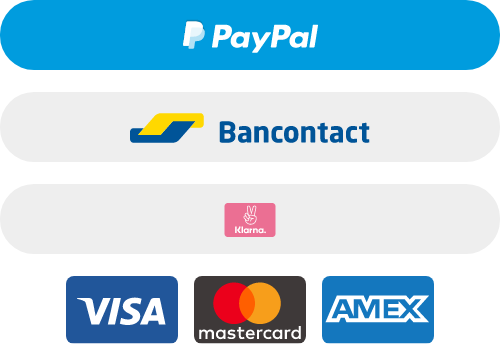 PayPal
Bancontact
Klarna.
VISA
mastercard
AMEX